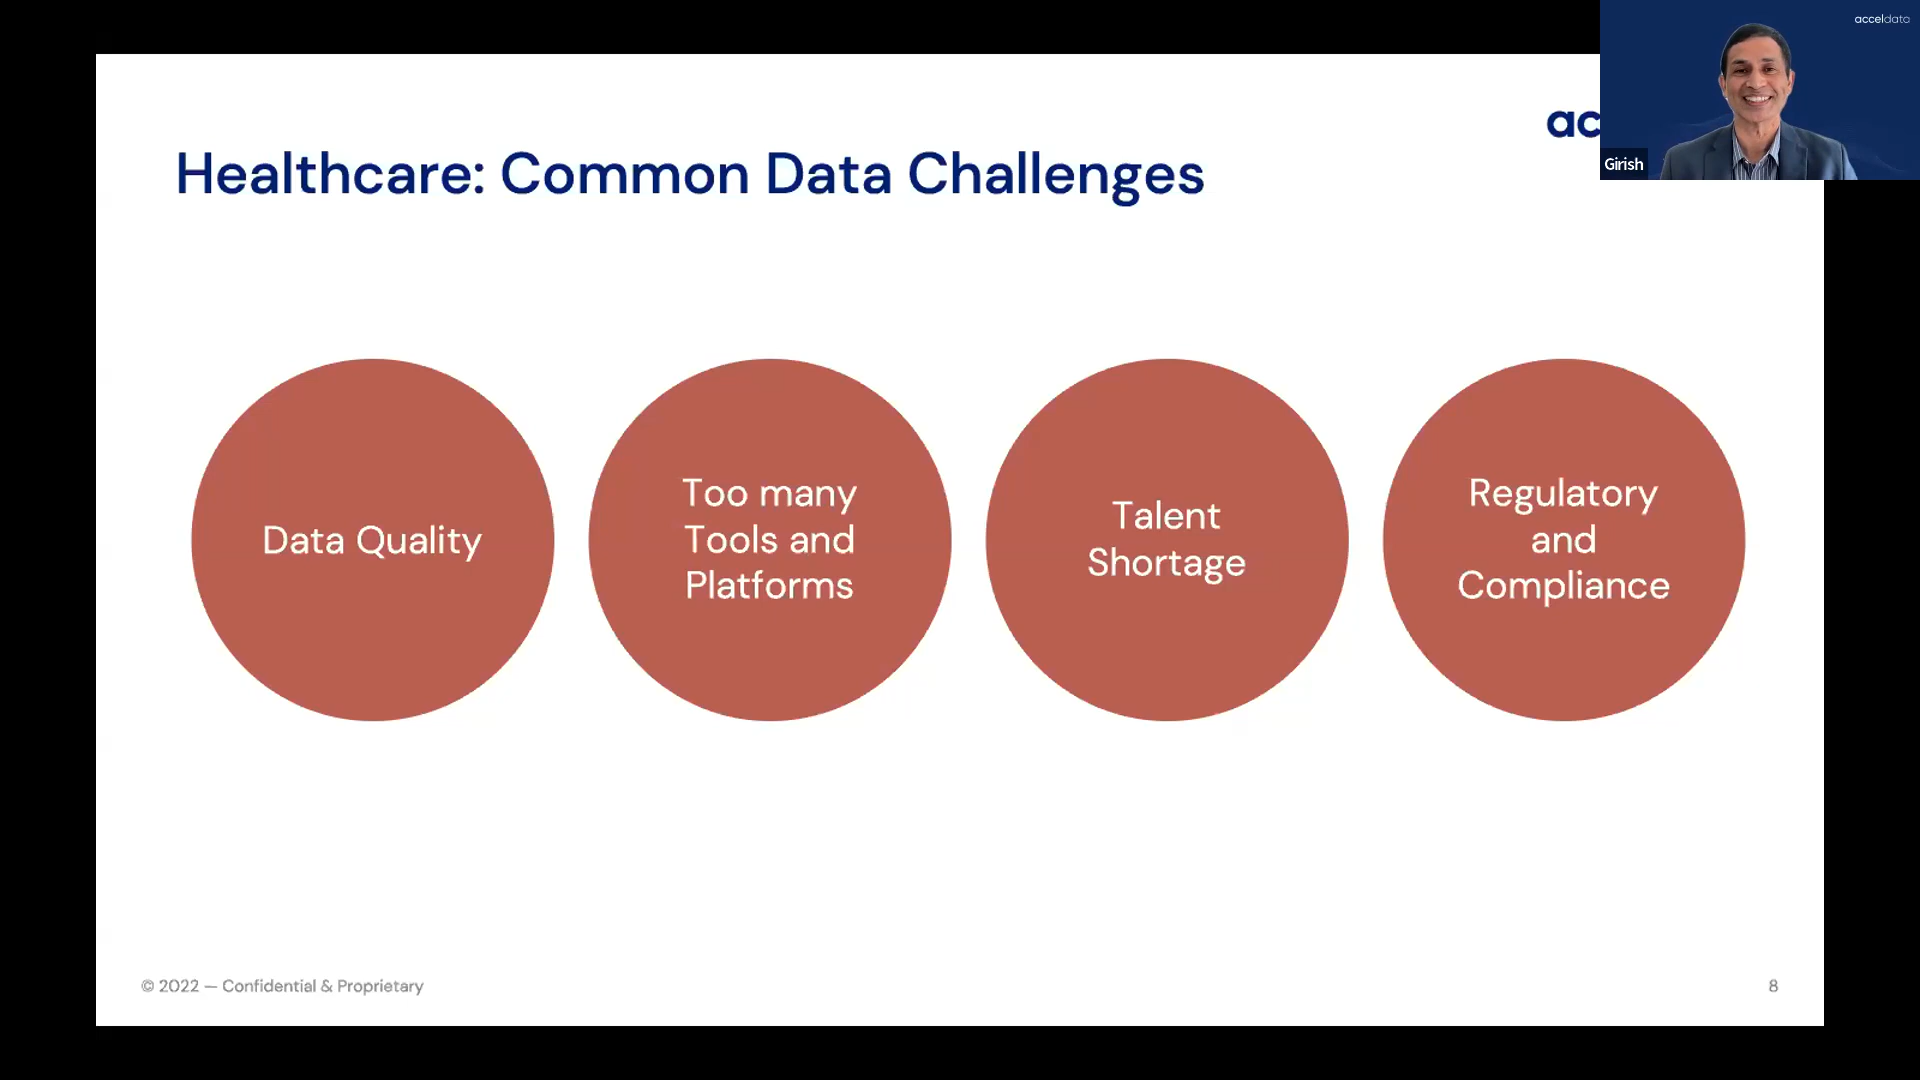 acceldata
ac
Girish
Healthcare: Common Data Challenges
Data Quality
Too many
Tools and
Platforms
Talent
Shortage
Regulatory
and
Compliance
© 2022 — Confidential & Proprietary
8